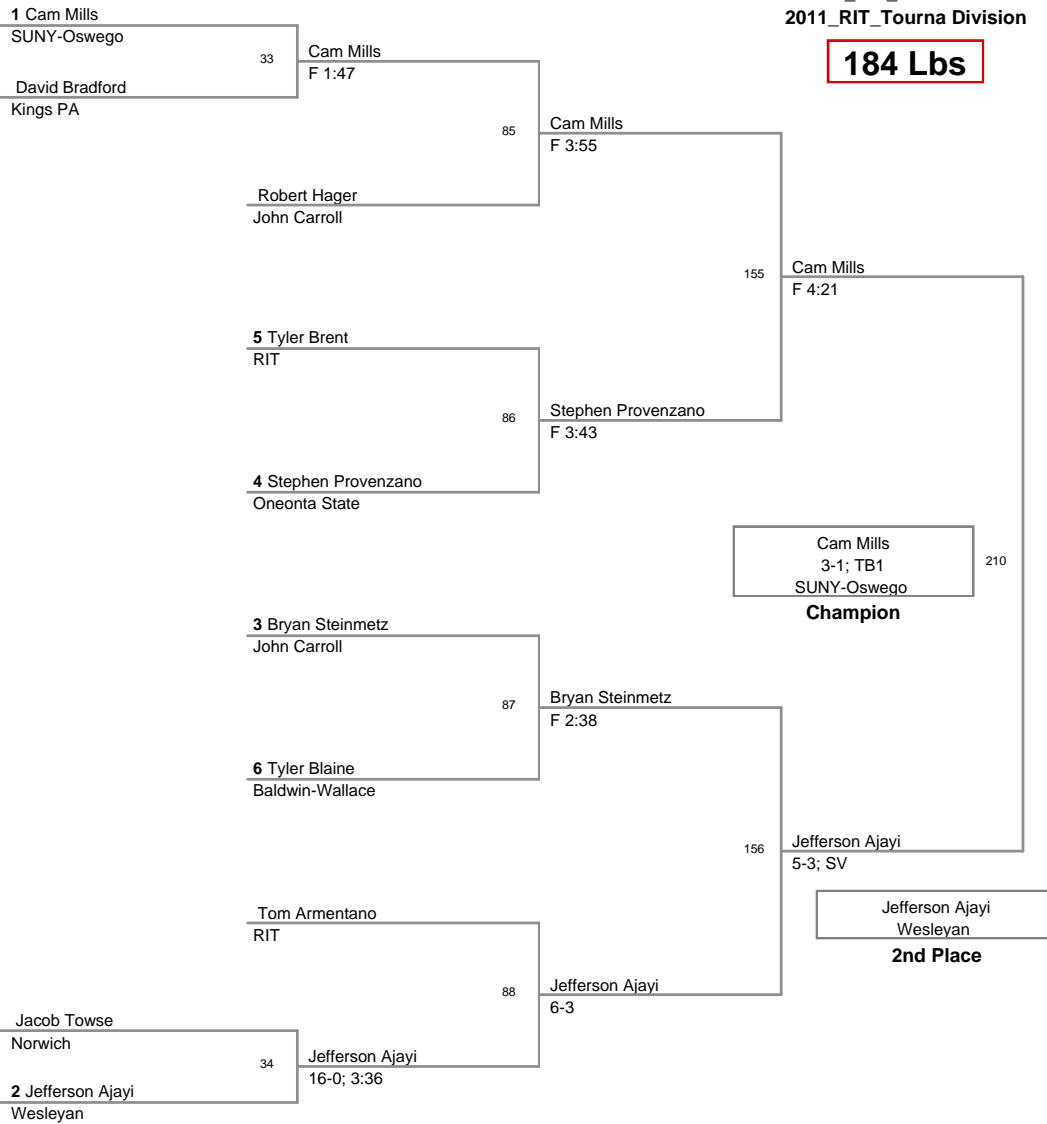 2011_RIT_Tourna Division
184 Lbs
1 Cam Mills
SUNY-Oswego
33
David Bradford
Kings PA
Cam Mills
F 1:47
85
Robert Hager
John Carroll
Cam Mills
F 3:55
155
5 Tyler Brent
RIT
86
4 Stephen Provenzano
Oneonta State
Stephen Provenzano
F 3:43
Cam Mills
F 4:21
Cam Mills
3-1; TB1
SUNY-Oswego
Champion
210
3 Bryan Steinmetz
John Carroll
87
6 Tyler Blaine
Baldwin-Wallace
Bryan Steinmetz
F 2:38
156
Jefferson Ajayi
5-3; SV
Jefferson Ajayi
Wesleyan
2nd Place
Tom Armentano
RIT
88
Jefferson Ajayi
6-3
Jacob Towse
Norwich
34
2 Jefferson Ajayi
Wesleyan
Jefferson Ajayi
16-0; 3:36